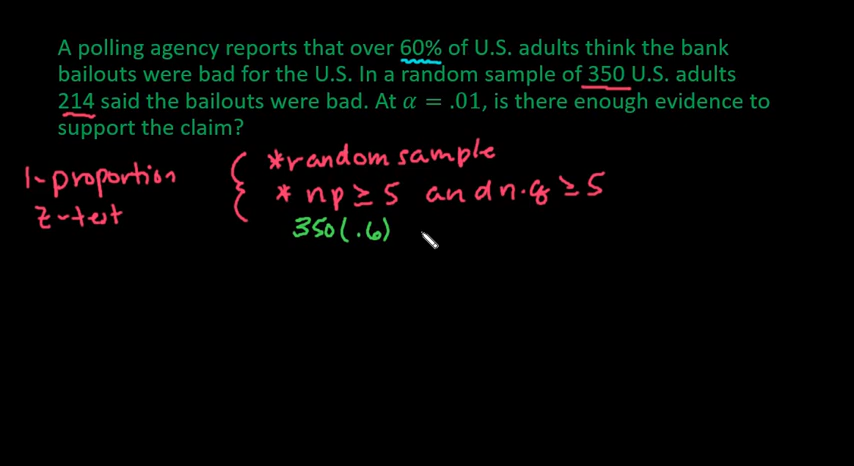 A polling agency reports that over 60% of U.S. adults think the bank
bailouts were bad for the U.S. In a random sample of 350 U.S. adults
214 said the bailouts were bad. At α = .01, is there enough evidence to
support the claim?
1-proportion
z-test
*random sample
* np ≥ 5 and n·q ≥ 5
350(.6)